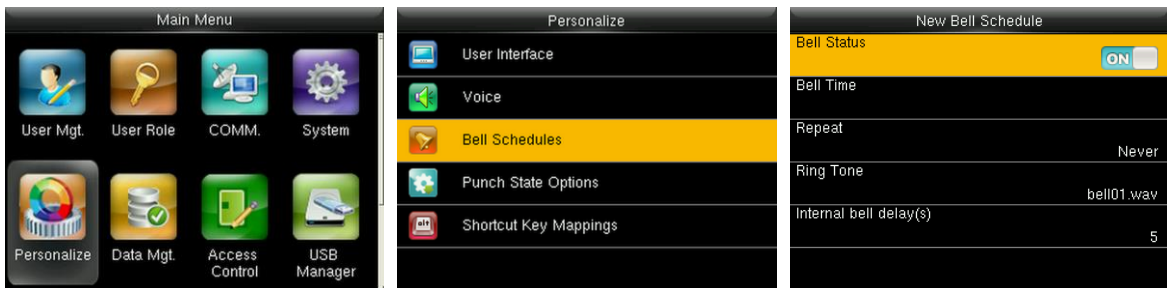 Main Menu
User Mgt.
User Role
COMM.
System
Personalize
Data Mgt.
Access
Control
USB
Manager
Personalize
User Interface
Voice
Bell Schedules
Punch State Options
alt
Shortcut Key Mappings
New Bell Schedule
Bell Status
ON
Bell Time
Repeat
Never
Ring Tone
bell01.wav
Internal bell delay(s)
5